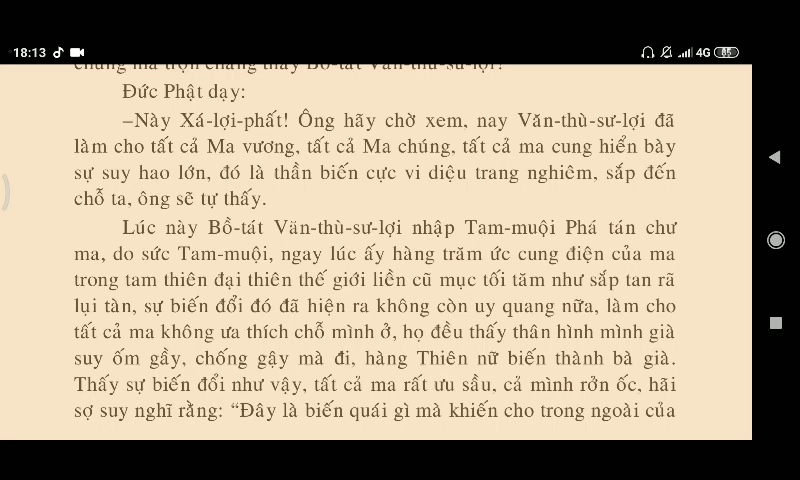 18:13
4G 65
Đức Phật dạy:
–Này Xá-lợi-phất! Ông hãy chờ xem, nay Văn-thù-sư-lợi đã
làm cho tất cả Ma vương, tất cả Ma chúng, tất cả ma cung hiển bày
sự suy hao lớn, đó là thần biến cực vi diệu trang nghiêm, sắp đến
chỗ ta, ông sẽ tự thấy.
Lúc này Bồ-tát Văn-thù-sư-lợi nhập Tam-muội Phá tán chư
ma, do sức Tam-muội, ngay lúc ấy hàng trăm ức cung điện của ma
trong tam thiên đại thiên thế giới liền cũ mục tối tăm như sắp tan rã
lụi tàn, sự biến đổi đó đã hiện ra không còn uy quang nữa, làm cho
tất cả ma không ưa thích chỗ mình ở, họ đều thấy thân hình mình già
suy ốm gầy, chống gậy mà đi, hàng Thiên nữ biến thành bà già.
Thấy sự biến đổi như vậy, tất cả ma rất ưu sầu, cả mình rởn ốc, hãi
sợ suy nghĩ rằng: “Đây là biến quái gì mà khiến cho trong ngoài của